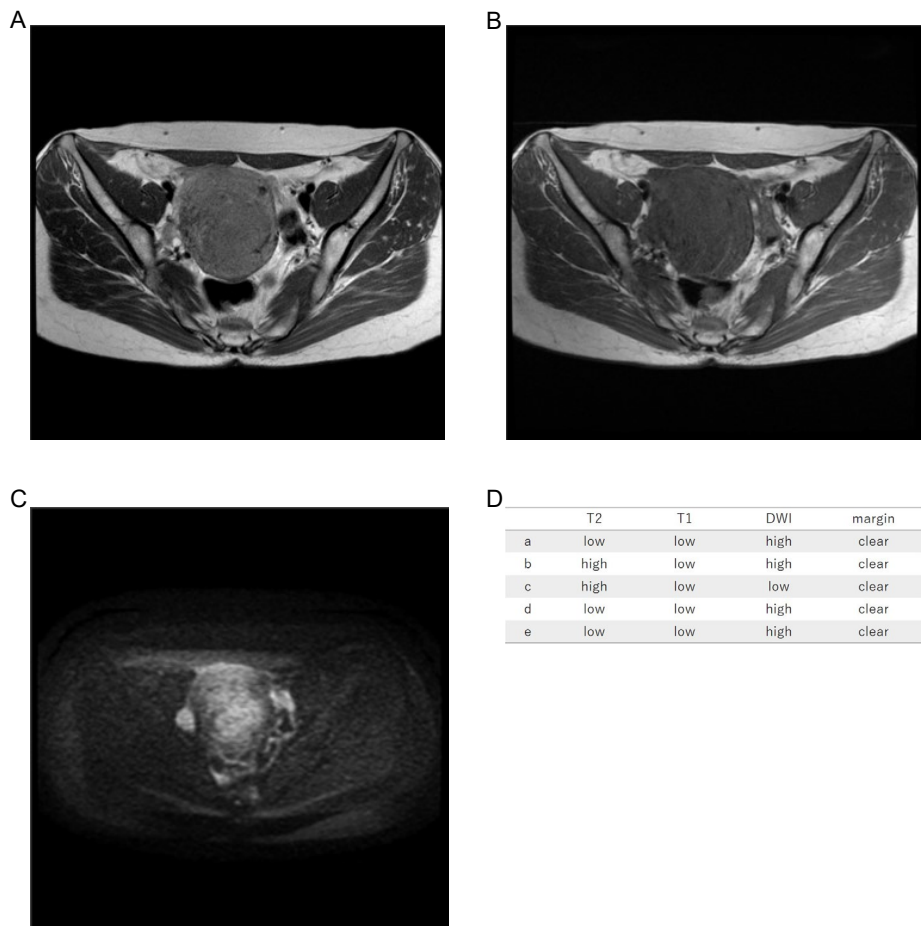 A
B
C
D
T2 T1 DWI margin
a low low high clear
b high low high clear
c high low low clear
d low low high clear
e low low high clear